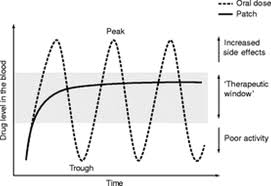 Oral dose
Patch
Peak
Increased
side effects
'Therapeutic
window'
Poor activity
Trough
Drug level in the blood
Time